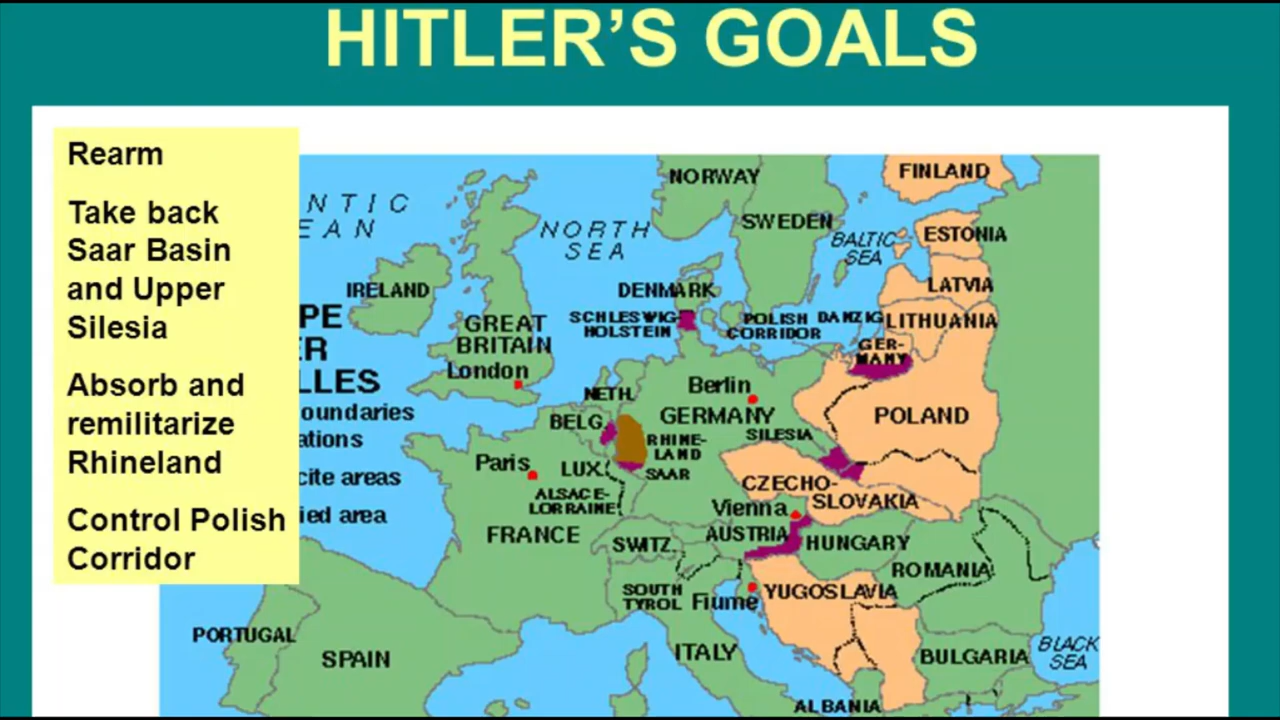 HITLER'S GOALS
Rearm
Take back
Saar Basin
and Upper
Silesia
Absorb and
remilitarize
Rhineland
Control Polish
Corridor
NTIC
EAN
PE
ER
LLES
oundaries
ations
cite areas
ied area
NORTH
SEA
NORWAY
SWEDEN
FINLAND
BALTIC
SEA
ESTONIA
LATVIA
LITHUANIA
IRELAND
GREAT
BRITAIN
London
DENMARK
SCHLESWIG-
HOLSTEIN
POLISH
CORRIDOR
DANZIG
GER-
MANY
NETH.
Berlin
GERMANY
POLAND
BELG.
RHINE-
LAND
SILESIA
Paris
LUX.
SAAR
ALSACE-
LORRAINE
CZECHO-
SLOVAKIA
Vienna
FRANCE
SWITZ.
AUSTRIA
HUNGARY
ROMANIA
SOUTH
TYROL
Fiume
YUGOSLAVIA
PORTUGAL
SPAIN
ITALY
BULGARIA
BLACK
SEA
ALBANIA